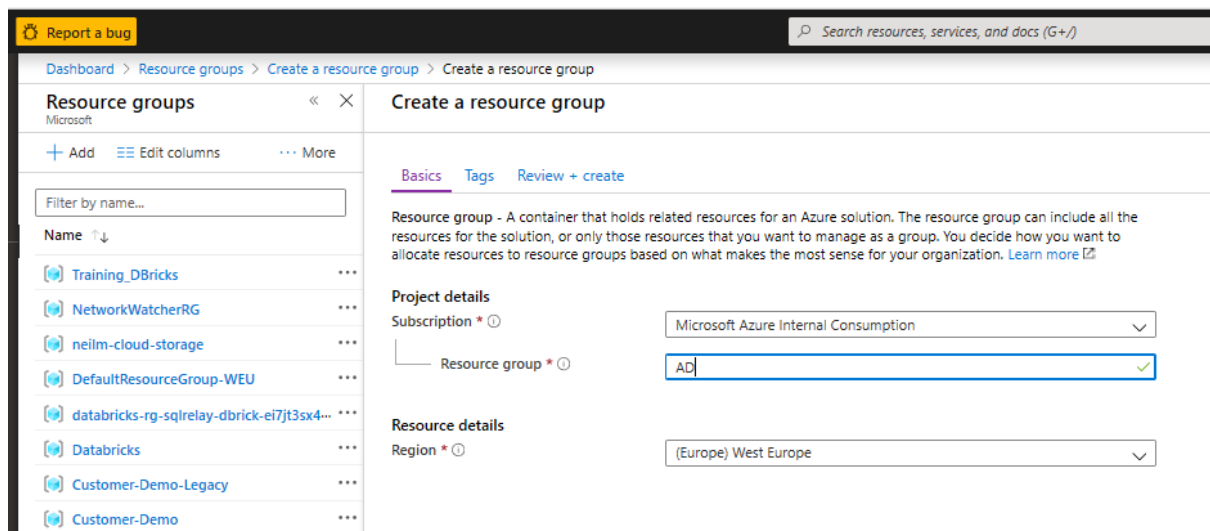 Report a bug
Search resources, services, and docs (G+/)
Dashboard > Resource groups > Create a resource group > Create a resource group
Resource groups
Microsoft
Add Edit columns ··· More
Filter by name...
Name
Training_DBricks
NetworkWatcherRG
neilm-cloud-storage
DefaultResourceGroup-WEU
databricks-rg-sqlrelay-dbrick-ei7jt3sx4···
Databricks
Customer-Demo-Legacy
Customer-Demo
Create a resource group
Basics Tags Review + create
Resource group - A container that holds related resources for an Azure solution. The resource group can include all the
resources for the solution, or only those resources that you want to manage as a group. You decide how you want to
allocate resources to resource groups based on what makes the most sense for your organization. Learn more
Project details
Subscription *
Microsoft Azure Internal Consumption
Resource group *
AD
Resource details
Region *
(Europe) West Europe